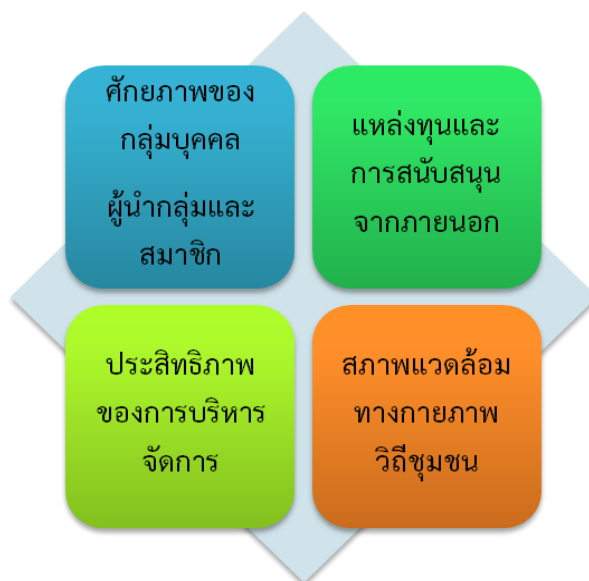 ศักยภาพของ
กลุ่มบุคคล
ผู้นำกลุ่มและ
สมาชิก
แหล่งทุนและ
การสนับสนุน
จากภายนอก
ประสิทธิภาพ
ของการบริหาร
จัดการ
สภาพแวดล้อม
ทางกายภาพ
วิถีชุมชน